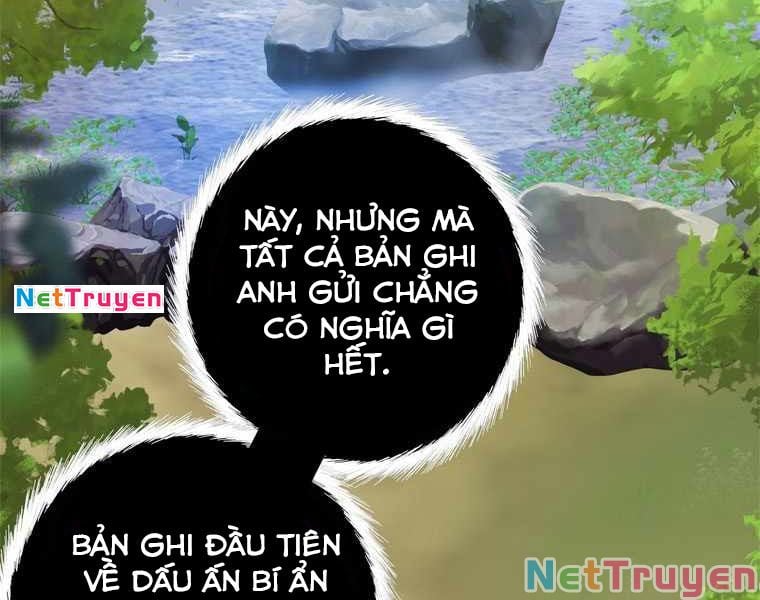 NÀY, NHƯNG MÀ
TẤT CẢ BẢN GHI
ANH GỬI CHẲNG
CÓ NGHĨA GÌ
HẾT.
NETTRUYEN
BẢN GHI ĐẦU TIÊN
VỀ DẤU ẤN BÍ ẨN
NETTRUYEN